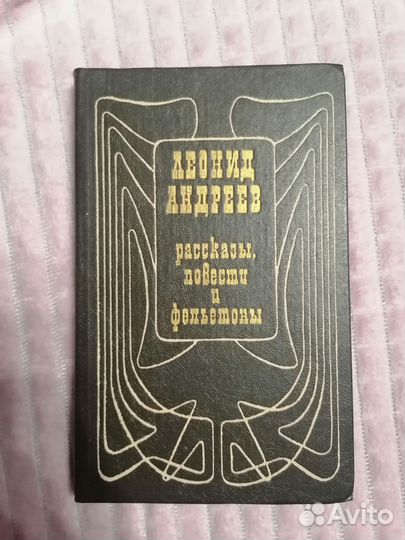 ЛЕОНИД
АНДРЕЕВ
рассказы,
повести
и
фельетоны
Avito